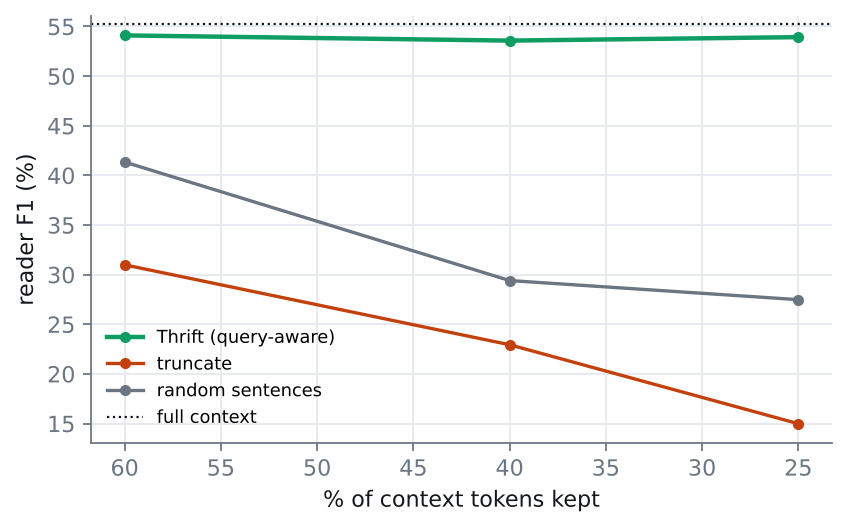 55
50
45
40
35
30
25
20
15
reader F1 (%)
Thrift (query-aware)
truncate
random sentences
full context
60 55 50 45 40 35 30 25
% of context tokens kept